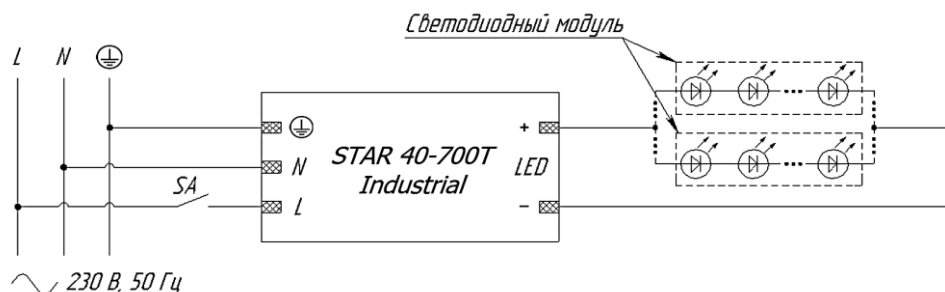 Светодиодный модуль
L N
STAR 40-700T
Industrial
N
L
SA
+
LED
-
230 В, 50 Гц